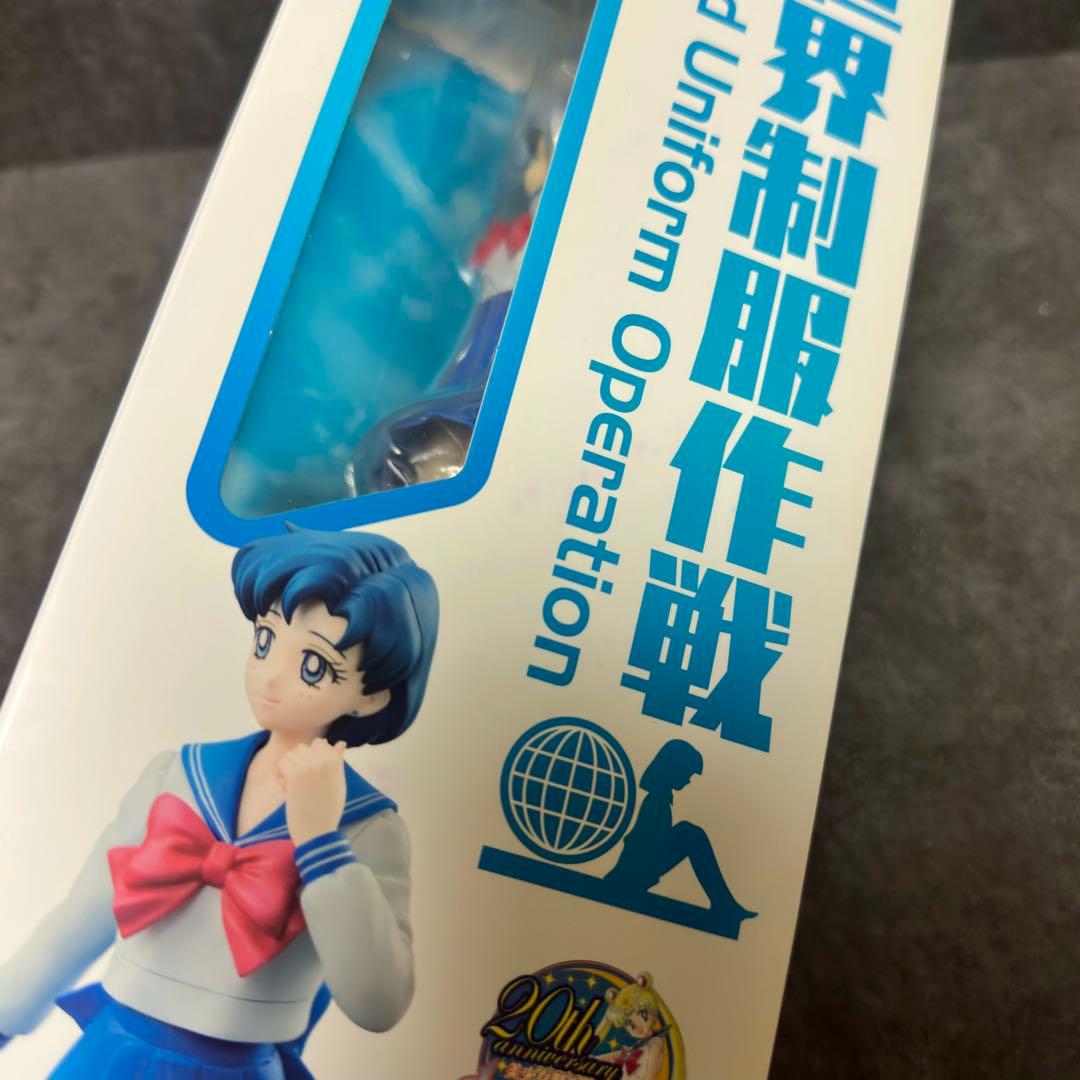 界制服作戦
d Uniform Operation
20th
anniversary